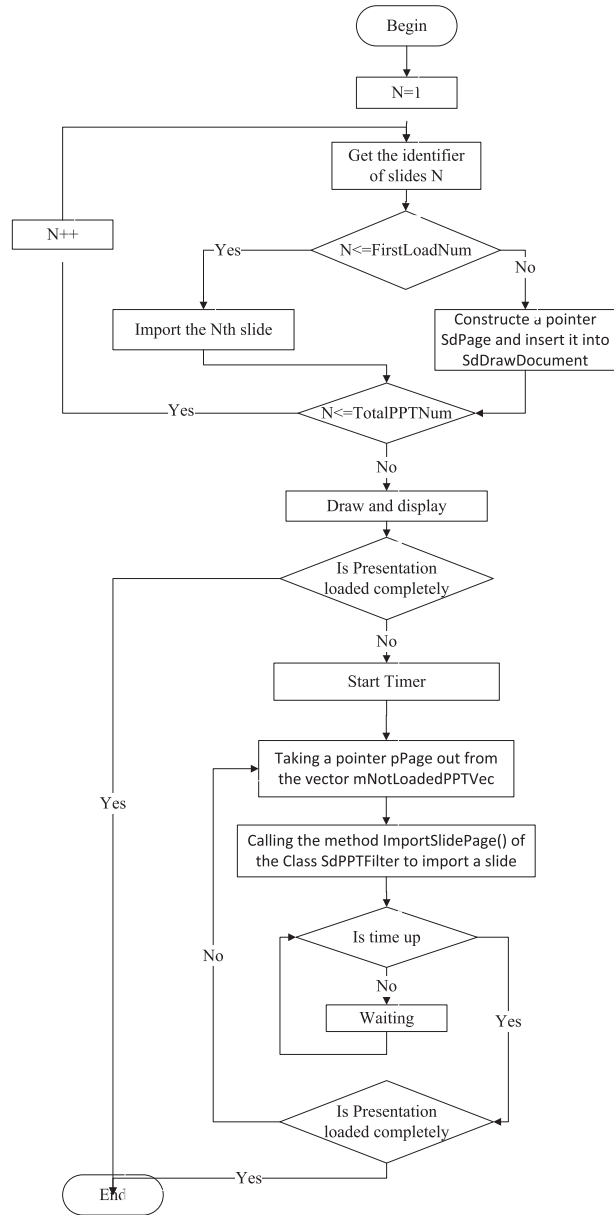 Begin
N=1
Get the identifier
of slides N
N++
N<=FirstLoadNum
Yes
No
Import the Nth slide
Constructe a pointer
SdPage and insert it into
SdDrawDocument
N<=TotalPPTNum
Yes
No
Draw and display
Is Presentation
loaded completely
No
Start Timer
Taking a pointer pPage out from
the vector mNotLoadedPPTVec
Yes
Calling the method ImportSlidePage() of
the Class SdPPTFilter to import a slide
Is time up
No
No
Waiting
Yes
Is Presentation
loaded completely
Yes
End